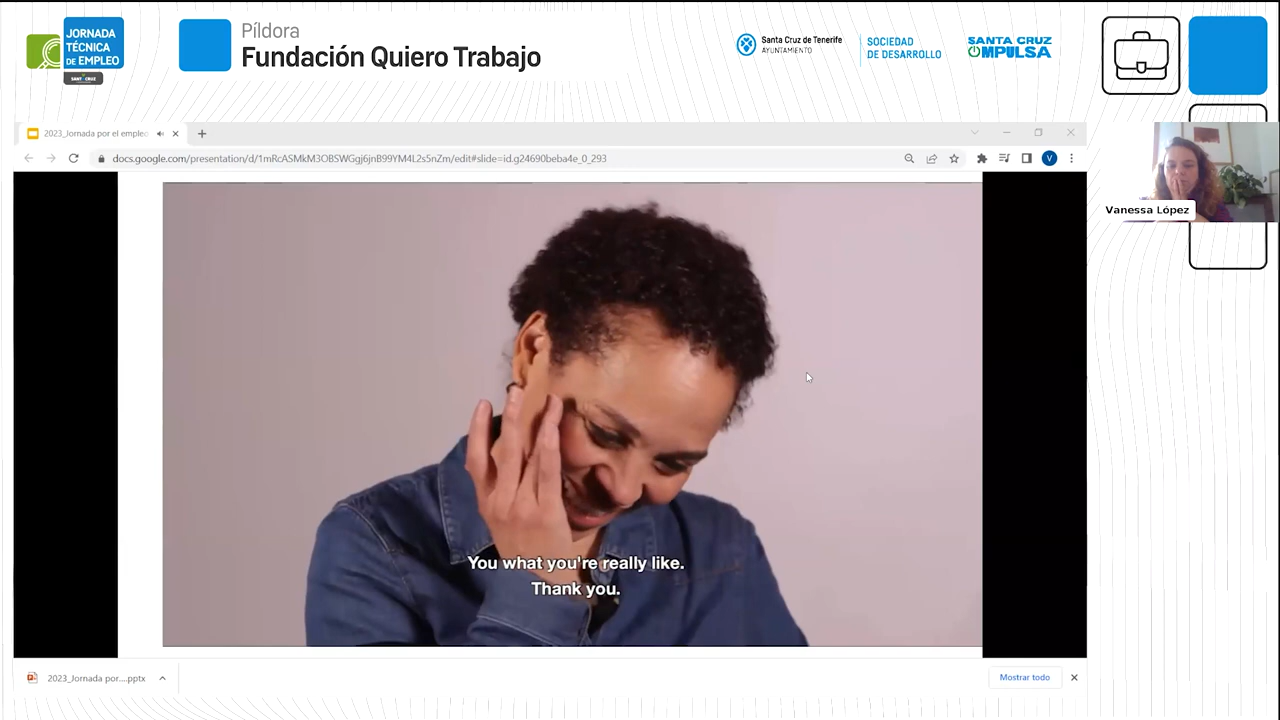 JORNADA
TÉCNICA
DE EMPLEO
Píldora
Fundación Quiero Trabajo
Santa Cruz de Tenerife
AYUNTAMIENTO
SOCIEDAD
DE DESARROLLO
SANTA CRUZ
IMPULSA
2023_Jornada por el empleo
docs.google.com/presentation/d/1mRcASMkM3OBSWGgj6jnB99YM4L2s5nZm/edit#slide=id.g24690beba4e_0_293
V
Vanessa López
You what you're really like.
Thank you.
2023_Jornada por....pptx
Mostrar todo